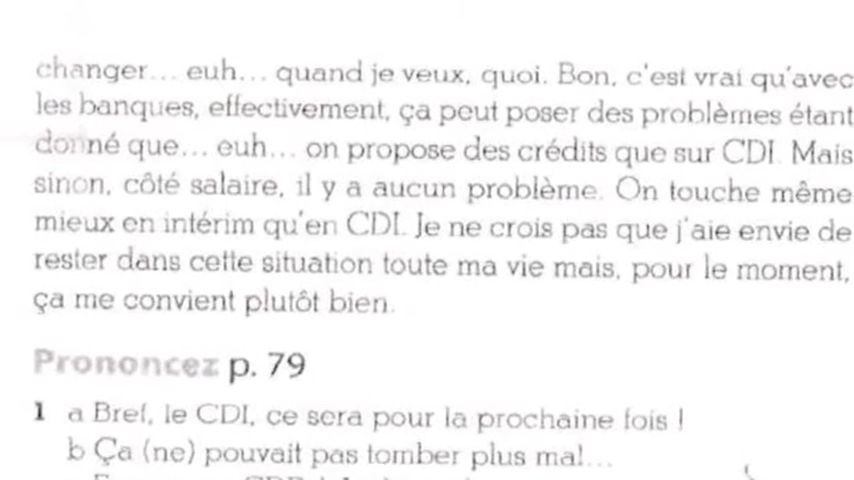 changer... euh... quand je veux, quoi. Bon, c'est vrai qu'avec
les banques, effectivement, ça peut poser des problèmes étant
donné que... euh... on propose des crédits que sur CDI. Mais
sinon, côté salaire, il y a aucun problème. On touche même
mieux en intérim qu'en CDI. Je ne crois pas que j'aie envie de
rester dans cette situation toute ma vie mais, pour le moment,
ça me convient plutôt bien.
Prononcez p. 79
1 a Bref, le CDI, ce sera pour la prochaine fois !
b Ça (ne) pouvait pas tomber plus mal...